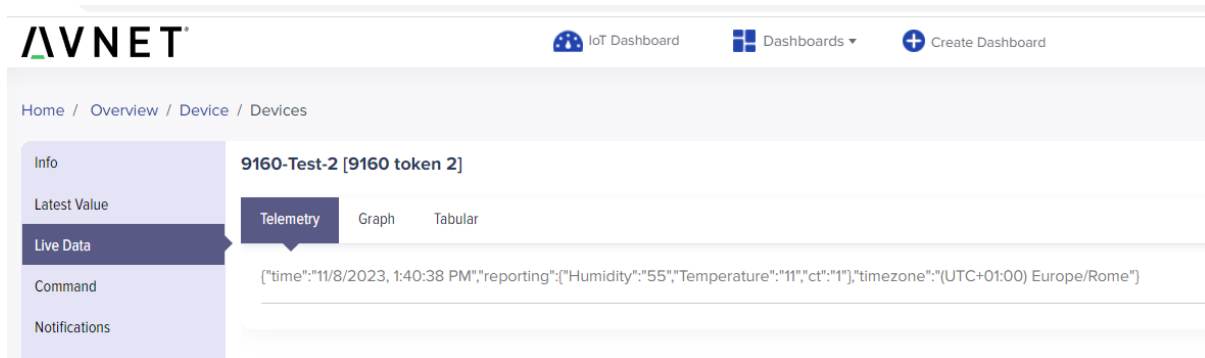 AVNET
IoT Dashboard Dashboards Create Dashboard
Home / Overview / Device / Devices
Info
Latest Value
Live Data
Command
Notifications
9160-Test-2 [9160 token 2]
Telemetry Graph Tabular
{"time":"11/8/2023, 1:40:38 PM","reporting":{"Humidity":"55","Temperature":"11","ct":"1"},"timezone":"(UTC+01:00) Europe/Rome"}